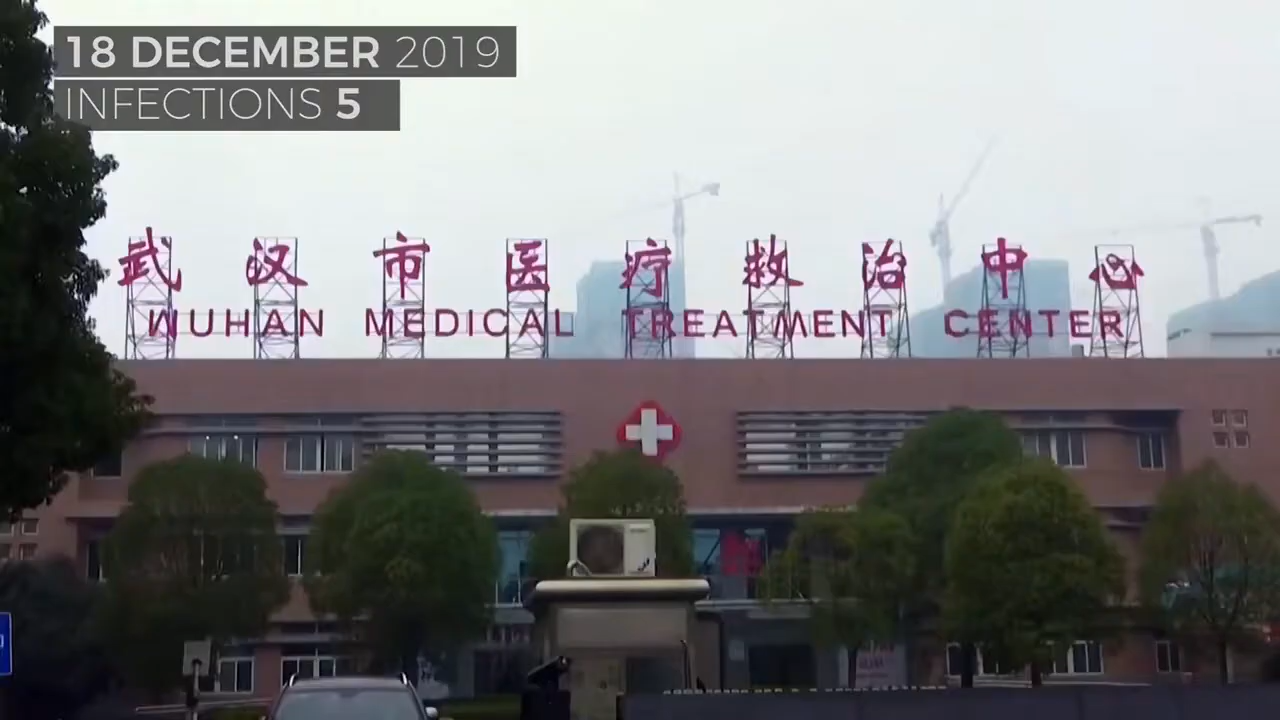 18 DECEMBER 2019
INFECTIONS 5
武汉市医疗救治中心
WUHAN MEDICAL TREATMENT CENTER